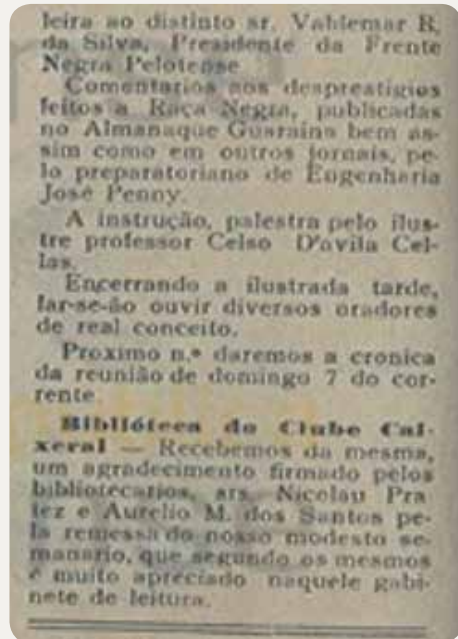 leira ao distinto sr. Valdemar R.
da Silva, Presidente da Frente
Negra Pelotense
Comentarios aos desprestigios
feitos a Raça Negra, publicadas
no Almanaque Guaraina bem as-
sim como em outros jornais, pe-
lo preparatoriano de Engenharia
José Penny.
A instrução, palestra pelo ilus-
tre professor Celso D'avila Cel-
las.
Encerrando a ilustrada tarde,
far-se-ão ouvir diversos oradores
de real conceito.
Proximo n.º daremos a cronica
da reunião de domingo 7 do cor-
rente
Biblióteca do Clube Cai-
xeral — Recebemos da mesma,
um agradecimento firmado pelos
bibliotecarios, srs. Nicolau Pra
tez e Aurelio M. dos Santos pe-
la remessa do nosso modesto se-
manario, que segundo os mesmos
é muito apreciado naquele gabi-
nete de leitura.